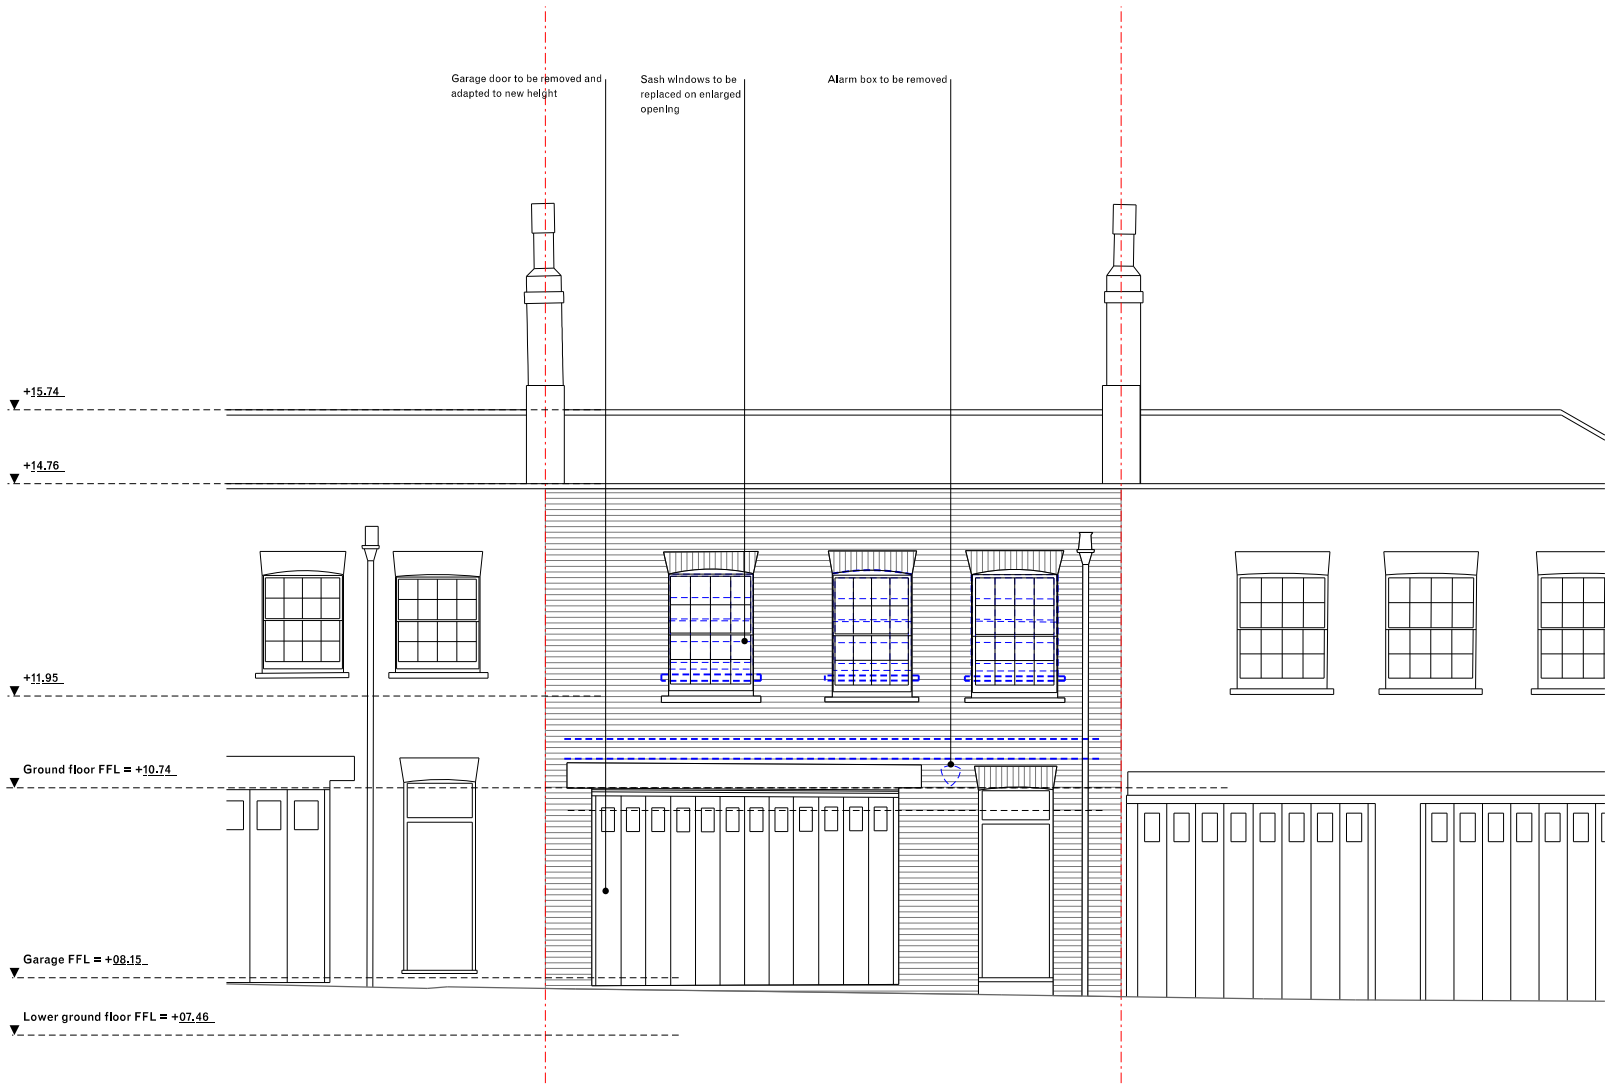 Garage door to be removed and
adapted to new height
Sash windows to be
replaced on enlarged
opening
Alarm box to be removed
+15.74
+14.76
+11.95
Ground floor FFL = +10.74
Garage FFL = +08.15
Lower ground floor FFL = +07.46